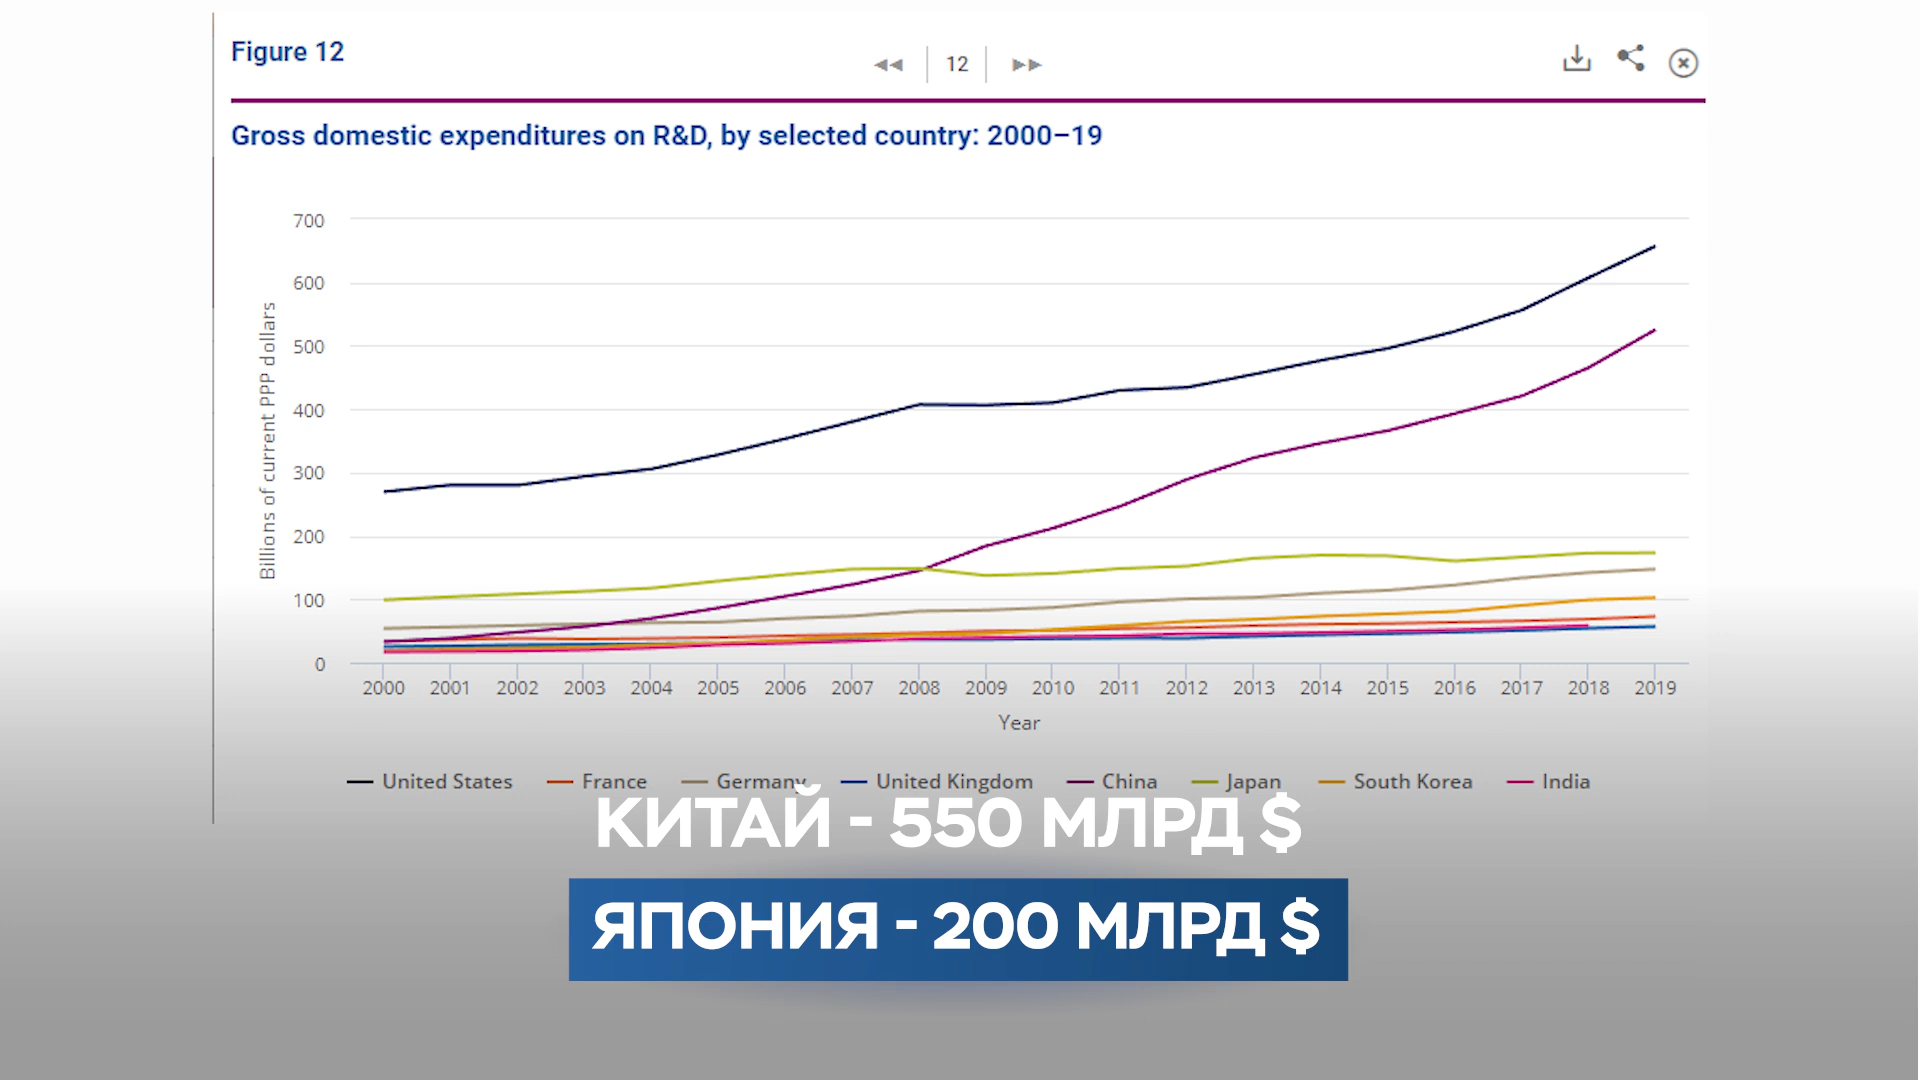 Figure 12
12
Gross domestic expenditures on R&D, by selected country: 2000–19
Billions of current PPP dollars
700
600
500
400
300
200
100
0
2000 2001 2002 2003 2004 2005 2006 2007 2008 2009 2010 2011 2012 2013 2014 2015 2016 2017 2018 2019
Year
United States France Germany United Kingdom China Japan South Korea India
КИТАЙ - 550 МЛРД $
ЯПОНИЯ - 200 МЛРД $